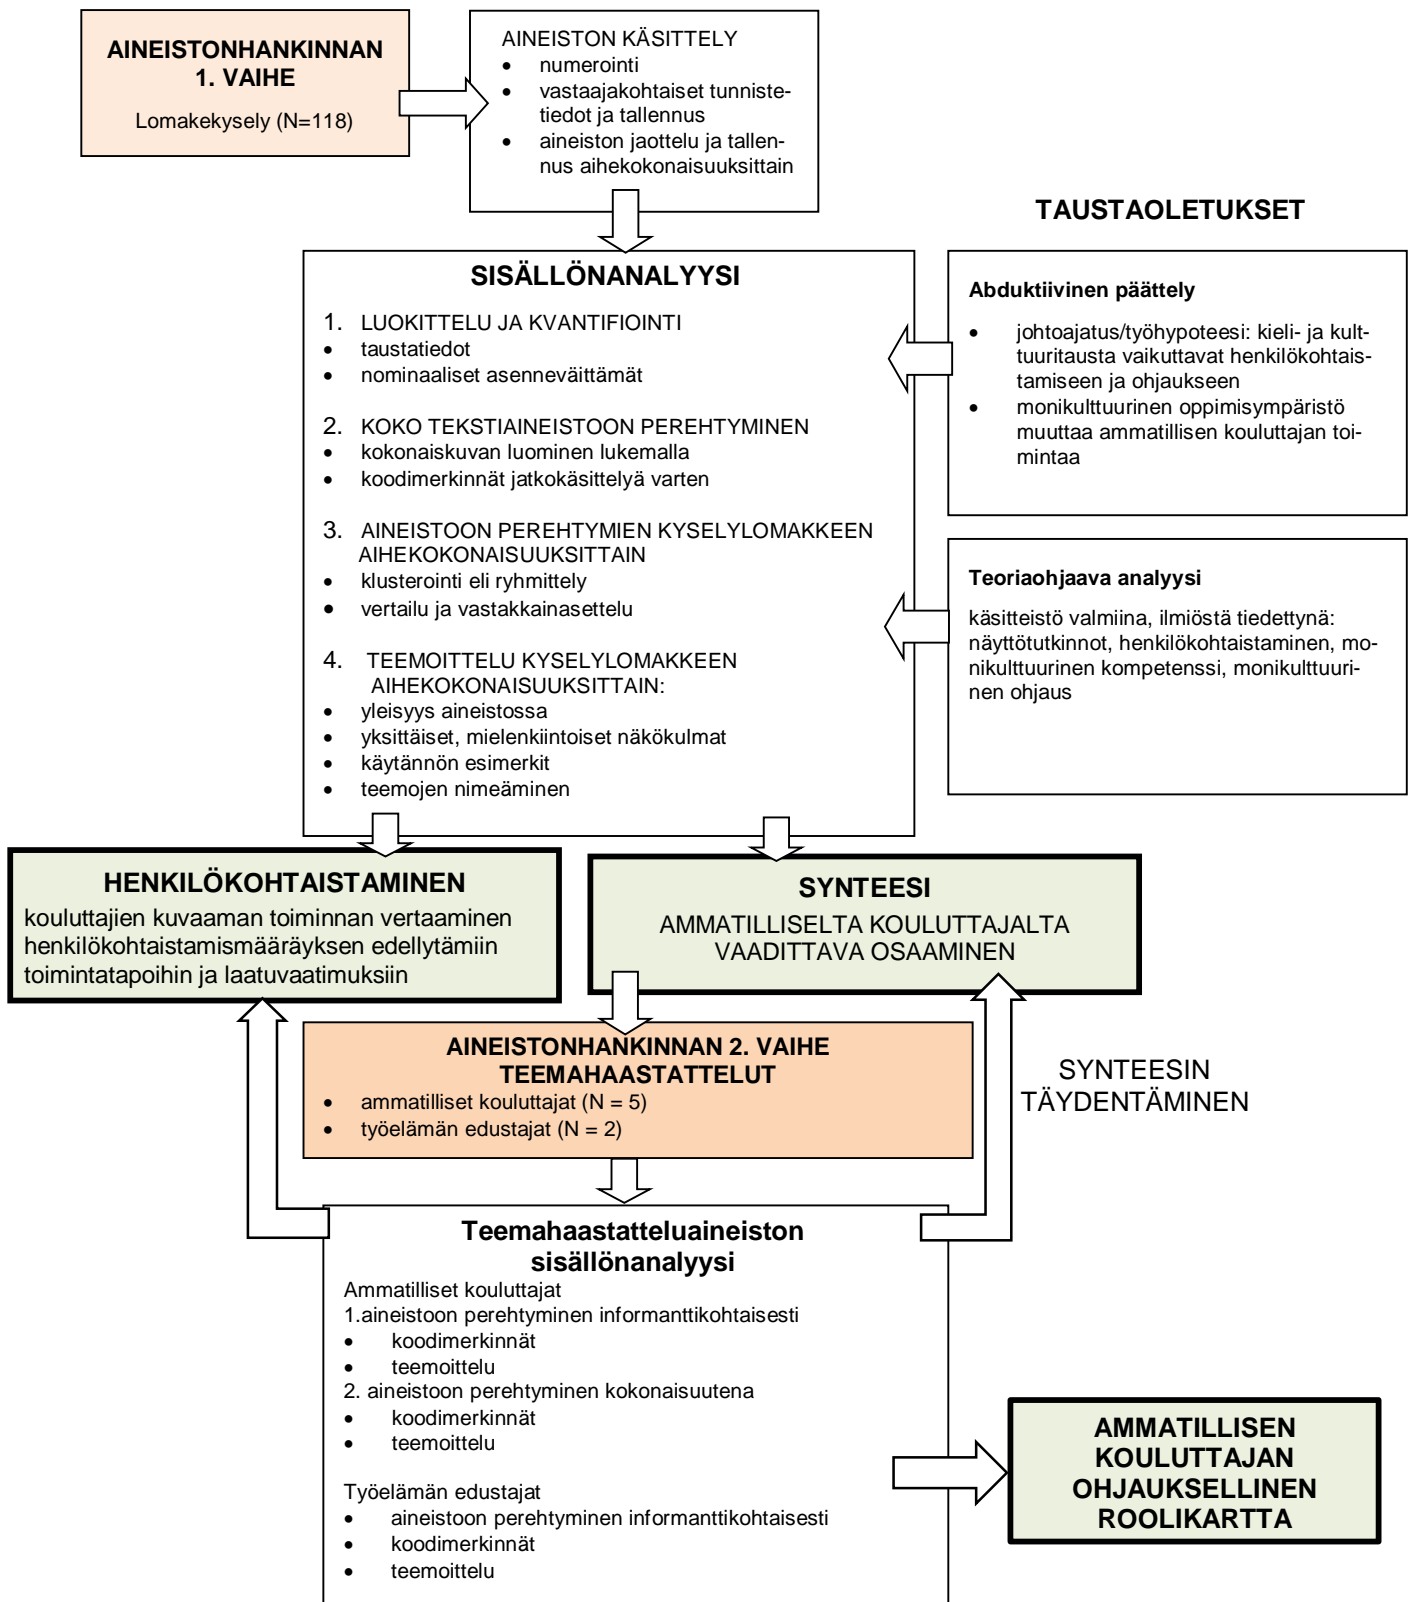 AINEISTONHANKINNAN
1. VAIHE
Lomakekysely (N=118)
AINEISTON KÄSITTELY
• numerointi
• vastaajakohtaiset tunniste-
tiedot ja tallennus
• aineiston jaottelu ja tallen-
nus aihekokonaisuuksittain
TAUSTAOLETUKSET
SISÄLLÖNANALYYSI
1. LUOKITTELU JA KVANTIFIOINTI
• taustatiedot
• nominaaliset asenneväittämät
2. KOKO TEKSTIAINEISTOON PEREHTYMINEN
• kokonaiskuvan luominen lukemalla
• koodimerkinnät jatkokäsittelyä varten
3. AINEISTOON PEREHTYMIEN KYSELYLOMAKKEEN
AIHEKOKONAISUUKSITTAIN
• klusterointi eli ryhmittely
• vertailu ja vastakkainasettelu
4. TEEMOITTELU KYSELYLOMAKKEEN
AIHEKOKONAISUUKSITTAIN:
• yleisyys aineistossa
• yksittäiset, mielenkiintoiset näkökulmat
• käytännön esimerkit
• teemojen nimeäminen
Abduktiivinen päättely
• johtoajatus/työhypoteesi: kieli- ja kult-
tuuritausta vaikuttavat henkilökohtais-
tamiseen ja ohjaukseen
• monikulttuurinen oppimisympäristö
muuttaa ammatillisen kouluttajan toi-
mintaa
Teoriaohjaava analyysi
käsitteistö valmiina, ilmiöstä tiedettynä:
näyttötutkinnot, henkilökohtaistaminen, mo-
nikulttuurinen kompetenssi, monikulttuuri-
nen ohjaus
HENKILÖKOHTAISTAMINEN
kouluttajien kuvaaman toiminnan vertaaminen
henkilökohtaistamismääräyksen edellytämiin
toimintatapoihin ja laatuvaatimuksiin
SYNTEESI
AMMATILLISELTA KOULUTTAJALTA
VAADITTAVA OSAAMINEN
AINEISTONHANKINNAN 2. VAIHE
TEEMAHAASTATTELUT
• ammatilliset kouluttajat (N = 5)
• työelämän edustajat (N = 2)
SYNTEESIN
TÄYDENTÄMINEN
Teemahaastatteluaineiston
sisällönanalyysi
Ammatilliset kouluttajat
1.aineistoon perehtyminen informanttikohtaisesti
• koodimerkinnät
• teemoittelu
2. aineistoon perehtyminen kokonaisuutena
• koodimerkinnät
• teemoittelu
Työelämän edustajat
• aineistoon perehtyminen informanttikohtaisesti
• koodimerkinnät
• teemoittelu
AMMATILLISEN
KOULUTTAJAN
OHJAUKSELLINEN
ROOLIKARTTA